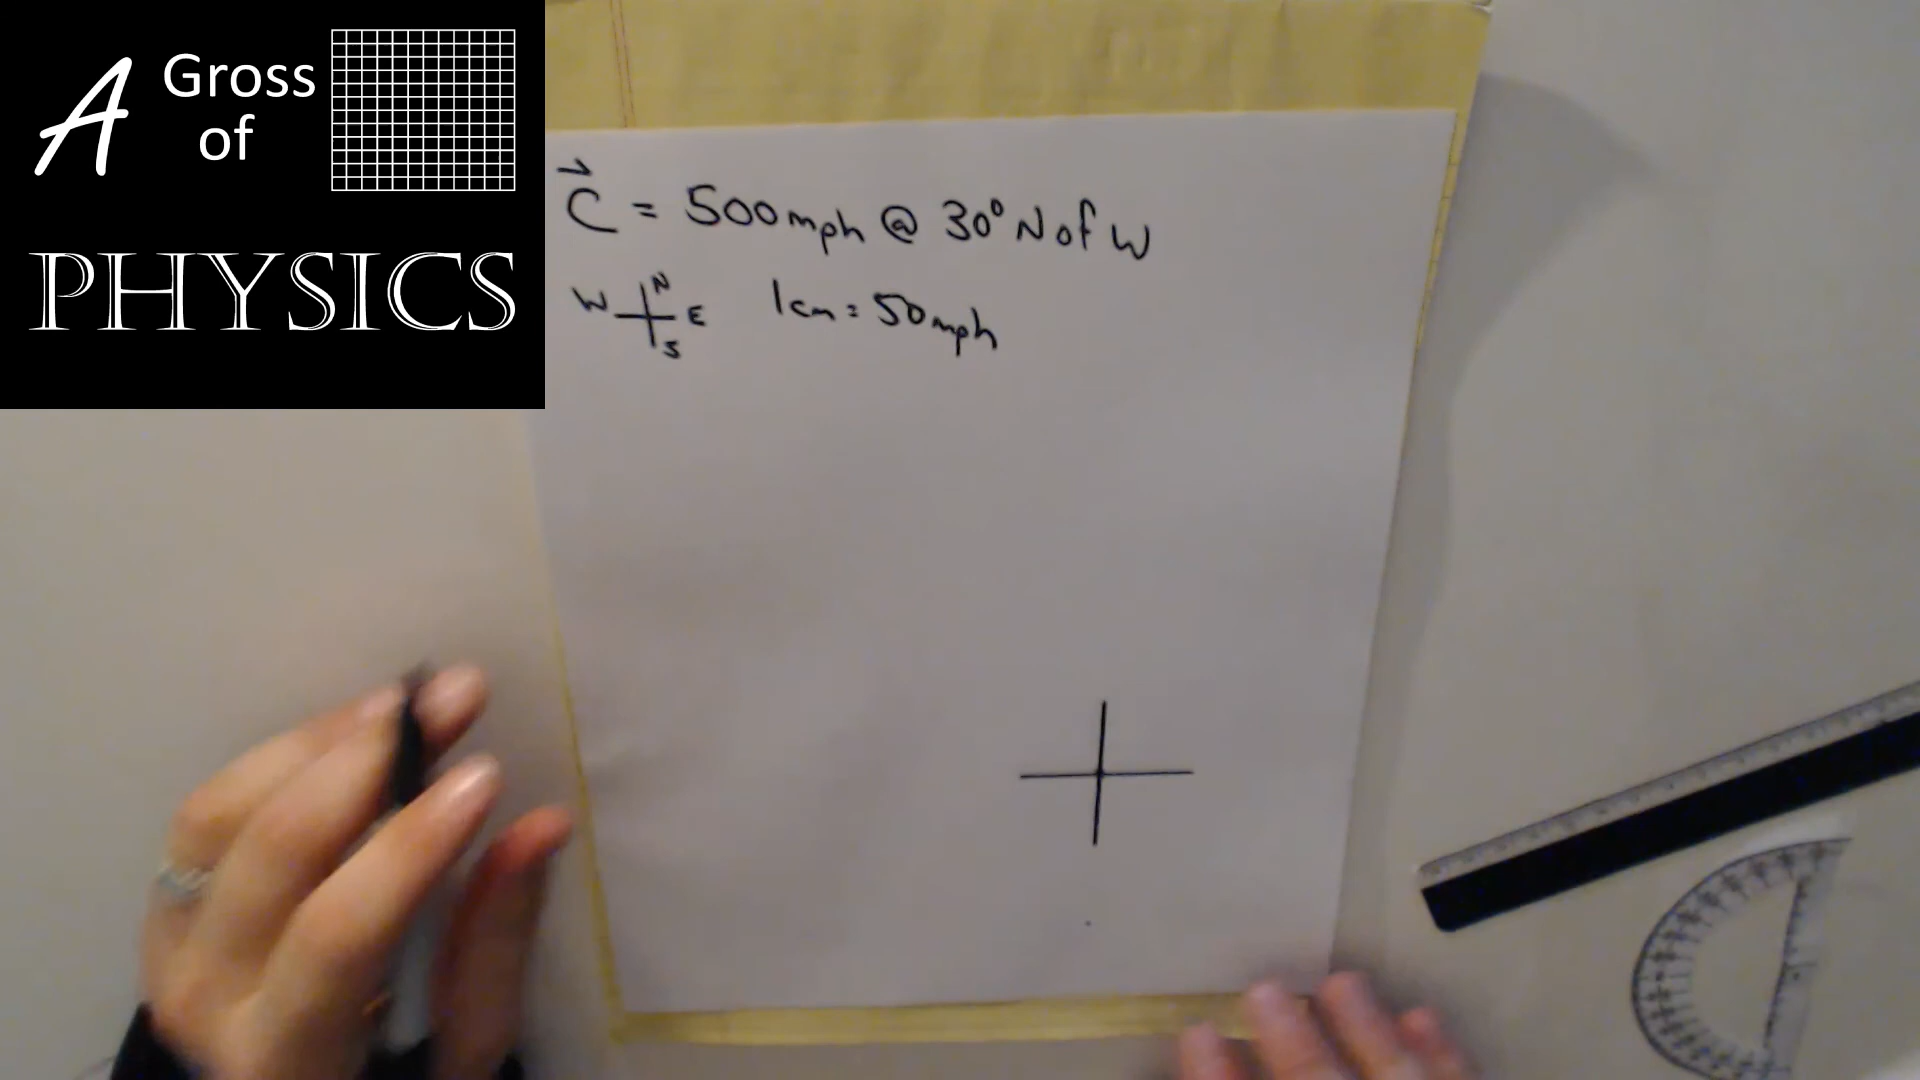 A Gross of
PHYSICS
C = 500mph @ 30° N of W
N
W E
S
1cm = 50mph